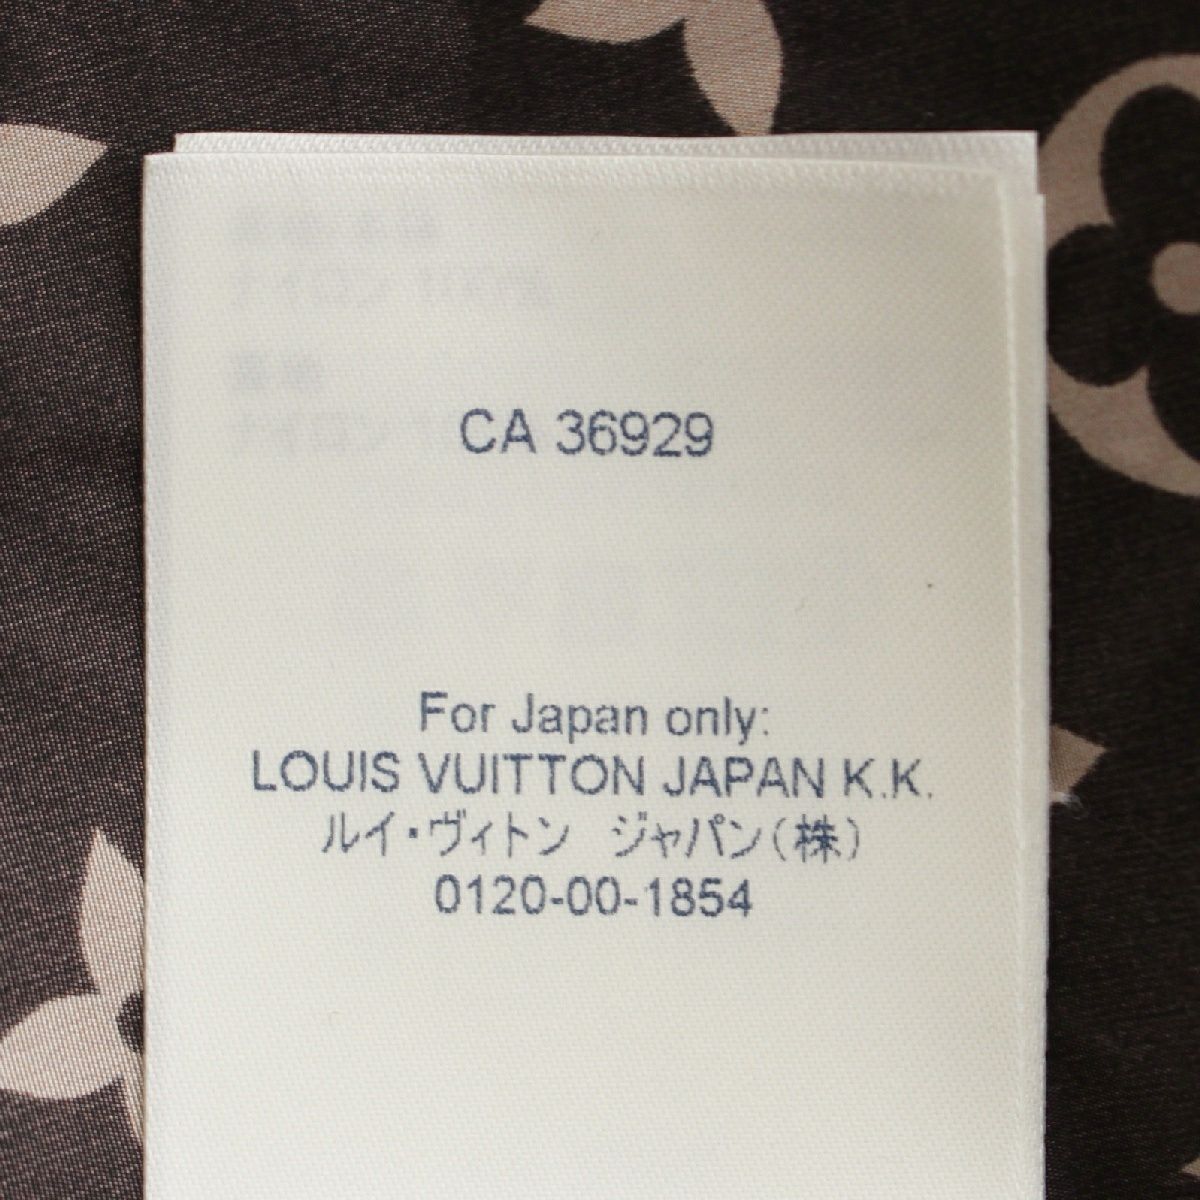 CA 36929
For Japan only:
LOUIS VUITTON JAPAN K.K.
ルイ・ヴィトン ジャパン(株)
0120-00-1854